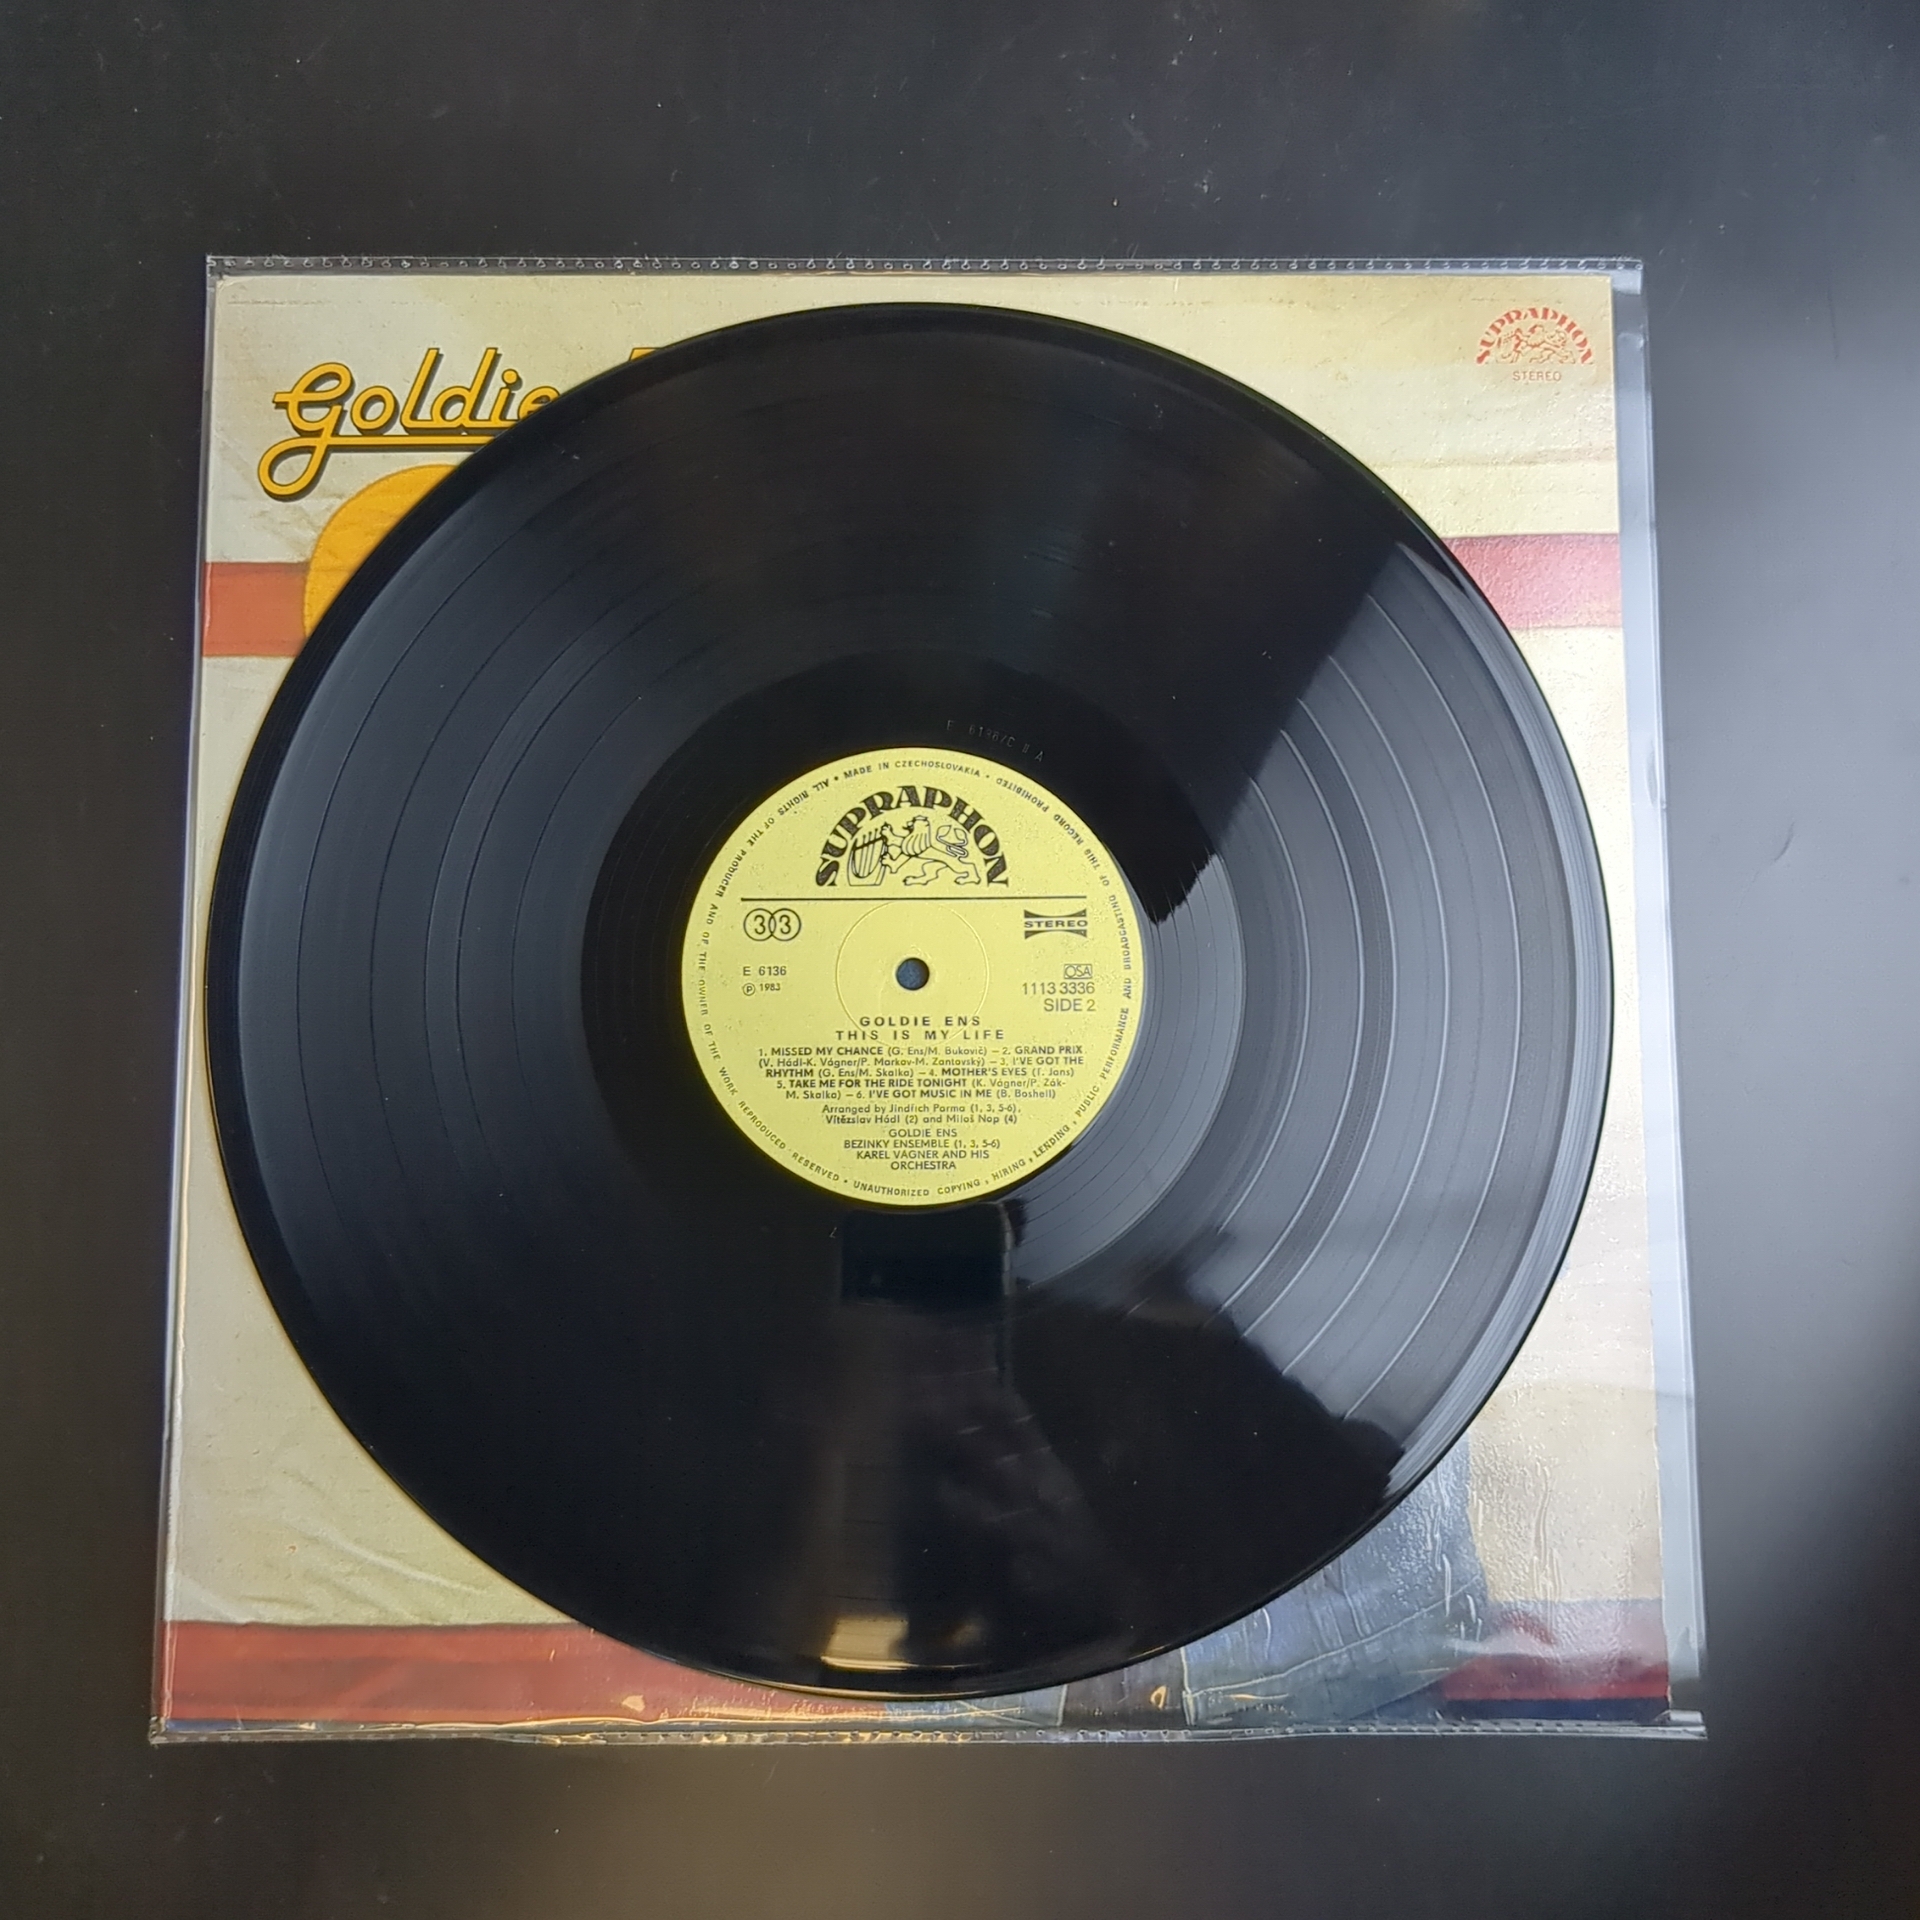 Goldie
SUPRAPHON
STEREO
E 6136
MADE IN CZECHOSLOVAKIA • ALL RIGHTS OF THE PRODUCER AND OF THE OWNER OF THE WORK REPRODUCED RESERVED • UNAUTHORIZED COPYING, HIRING, LENDING, PUBLIC PERFORMANCE AND BROADCASTING OF THIS RECORD PROHIBITED •
SUPRAPHON
33 STEREO
E 6136 OSA
Ⓟ 1983 1113 3336
SIDE 2
GOLDIE ENS
THIS IS MY LIFE
1. MISSED MY CHANCE (G. Ens/M. Bukovič) – 2. GRAND PRIX
(V. Hádl-K. Vágner/P. Markov-M. Žantovský) – 3. I'VE GOT THE
RHYTHM (G. Ens/M. Skalka) – 4. MOTHER'S EYES (T. Jans)
5. TAKE ME FOR THE RIDE TONIGHT (K. Vágner/P. Žák-
M. Skalka) – 6. I'VE GOT MUSIC IN ME (B. Boshell)
Arranged by Jindřich Parma (1, 3, 5-6),
Vítězslav Hádl (2) and Miloš Nop (4)
GOLDIE ENS
BEZINKY ENSEMBLE (1, 3, 5-6)
KAREL VÁGNER AND HIS
ORCHESTRA